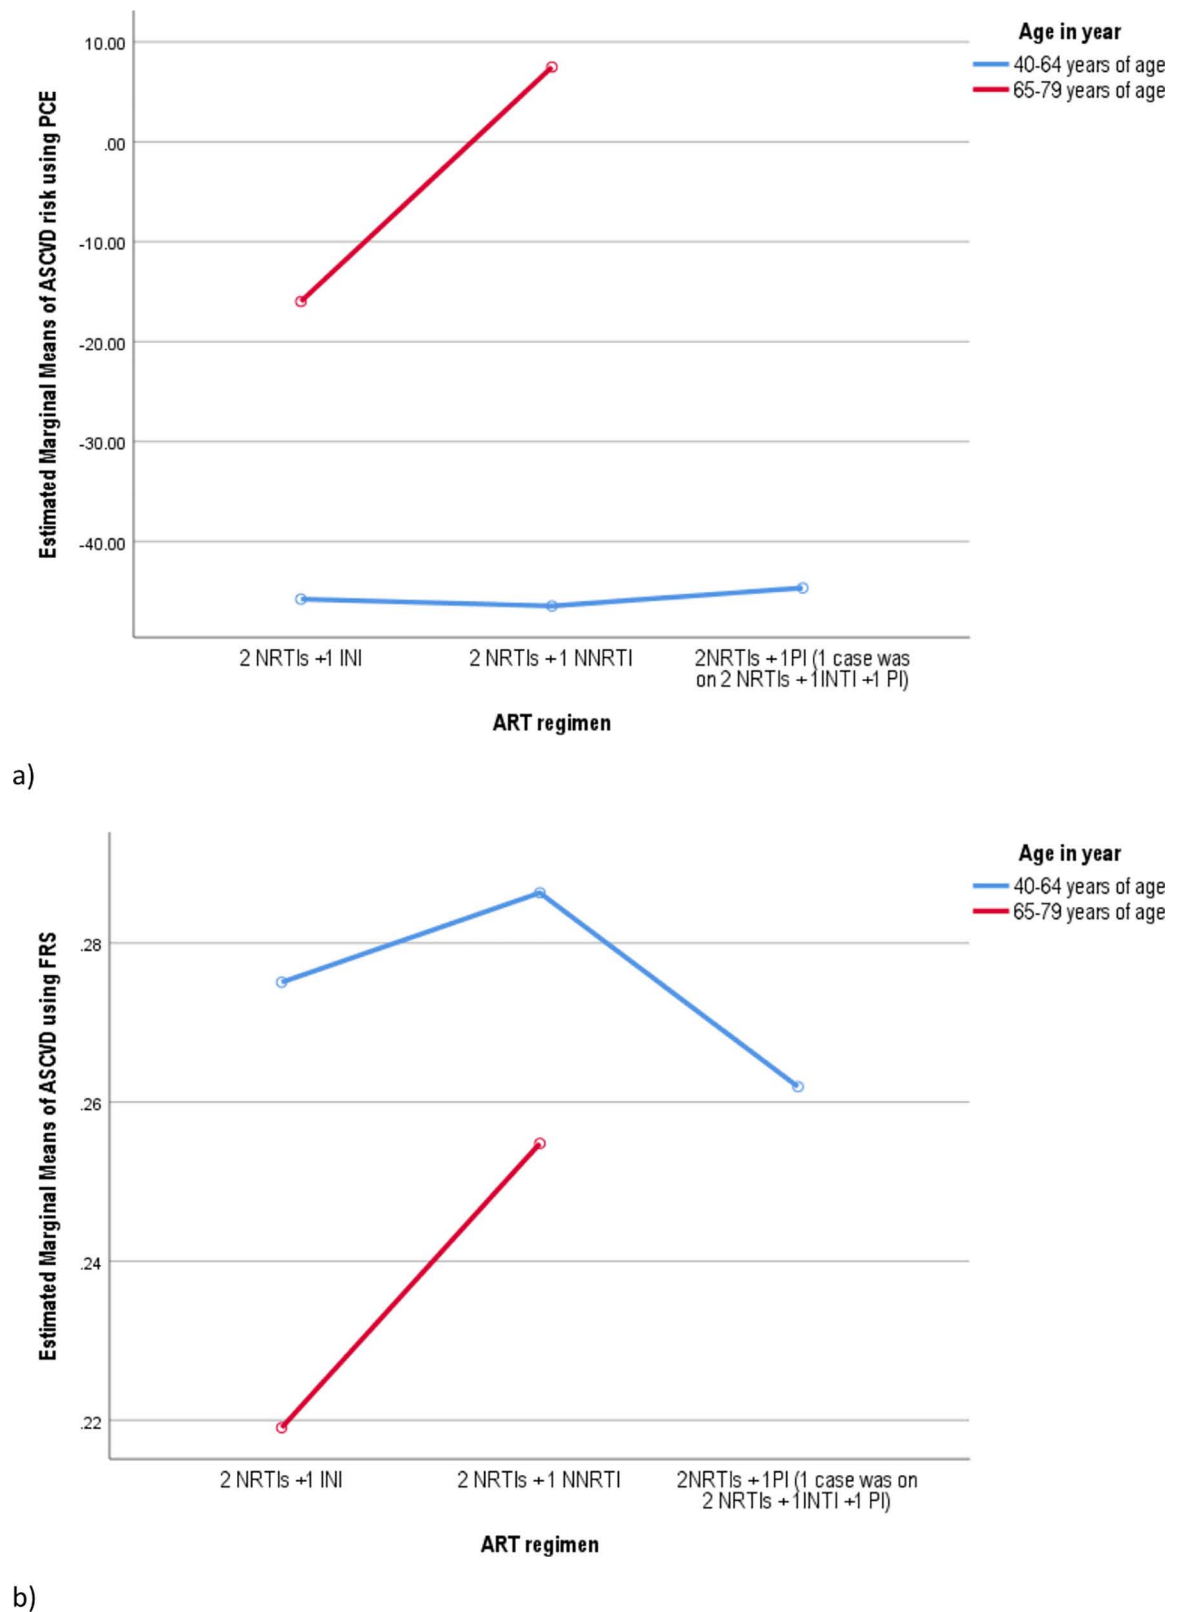 Estimated Marginal Means of ASCVD risk using PCE
10.00
.00
-10.00
-20.00
-30.00
-40.00
2 NRTIs +1 INI
2 NRTIs +1 NNRTI
2NRTIs +1PI (1 case was
on 2 NRTIs +1INTI +1 PI)
ART regimen
Age in year
40-64 years of age
65-79 years of age
a)
Estimated Marginal Means of ASCVD using FRS
.28
.26
.24
.22
2 NRTIs +1 INI
2 NRTIs +1 NNRTI
2NRTIs +1PI (1 case was on
2 NRTIs +1INTI +1 PI)
ART regimen
Age in year
40-64 years of age
65-79 years of age
b)